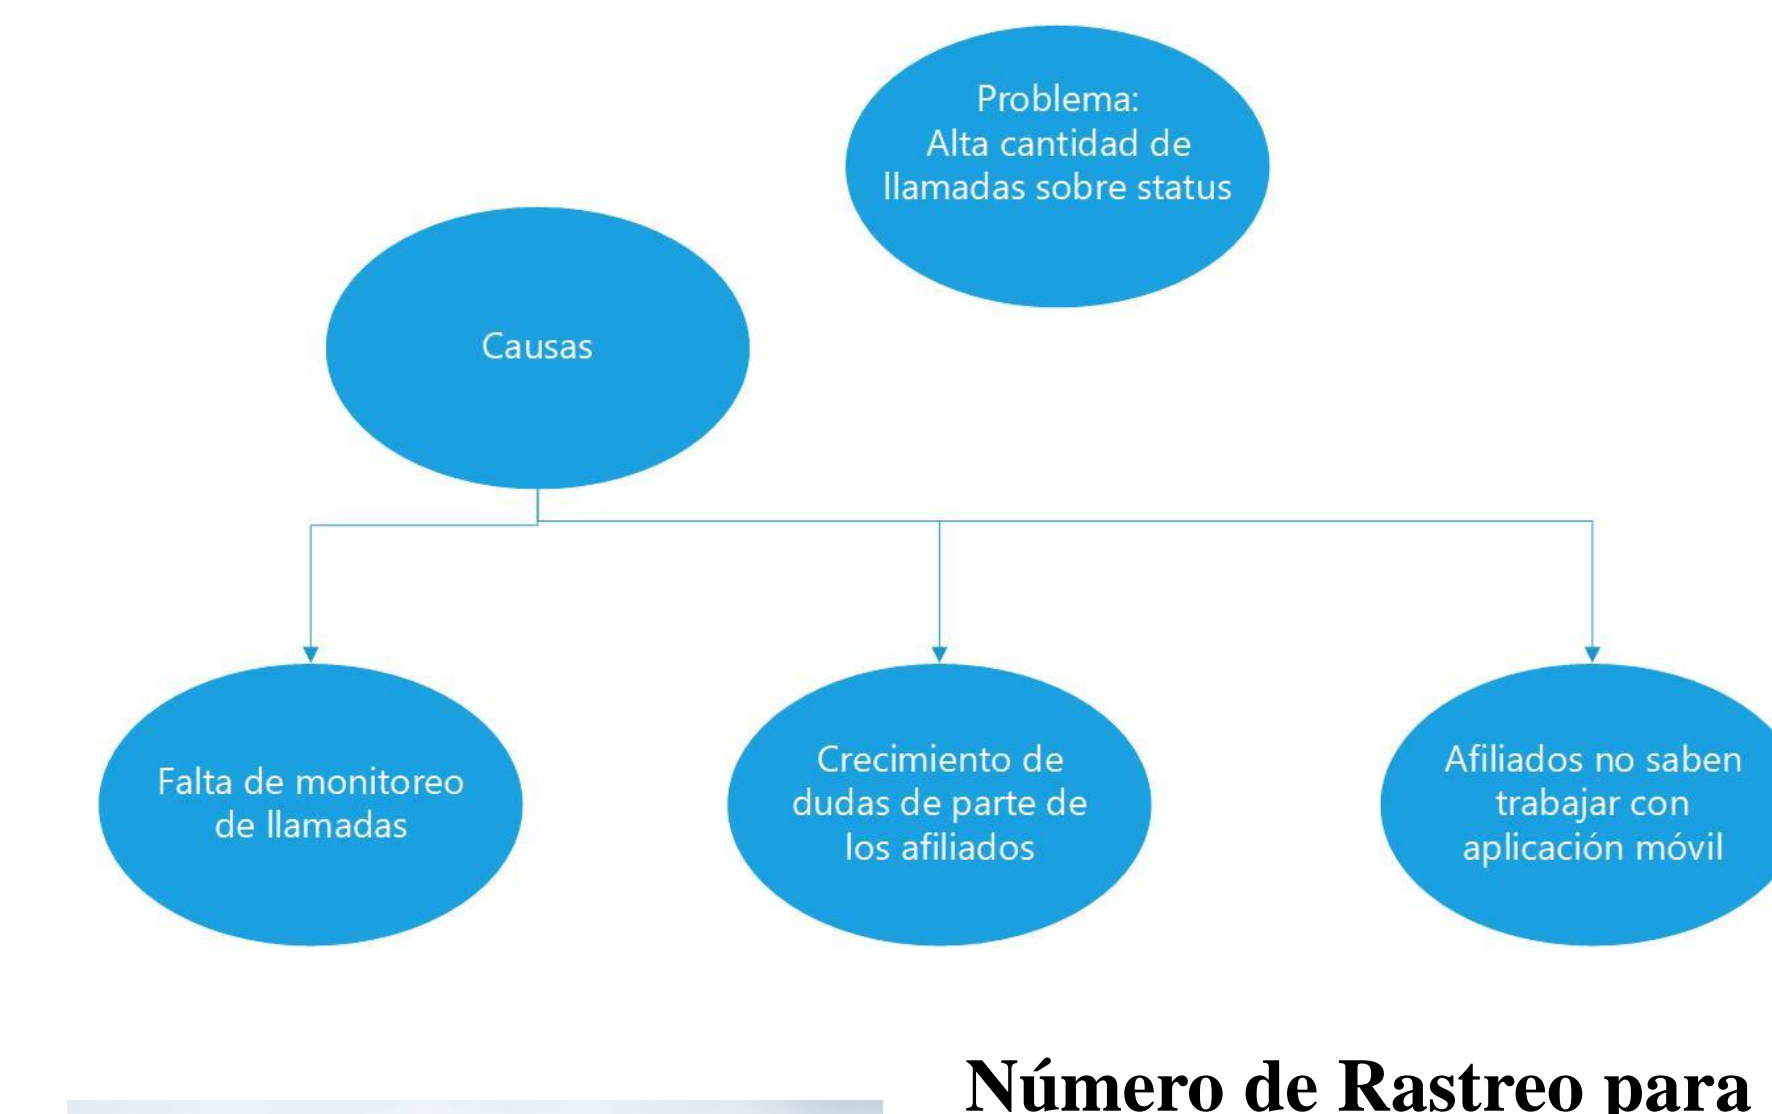 Problema:
Alta cantidad de
llamadas sobre status
Causas
Falta de monitoreo
de llamadas
Crecimiento de
dudas de parte de
los afiliados
Afiliados no saben
trabajar con
aplicación móvil
Número de Rastreo para